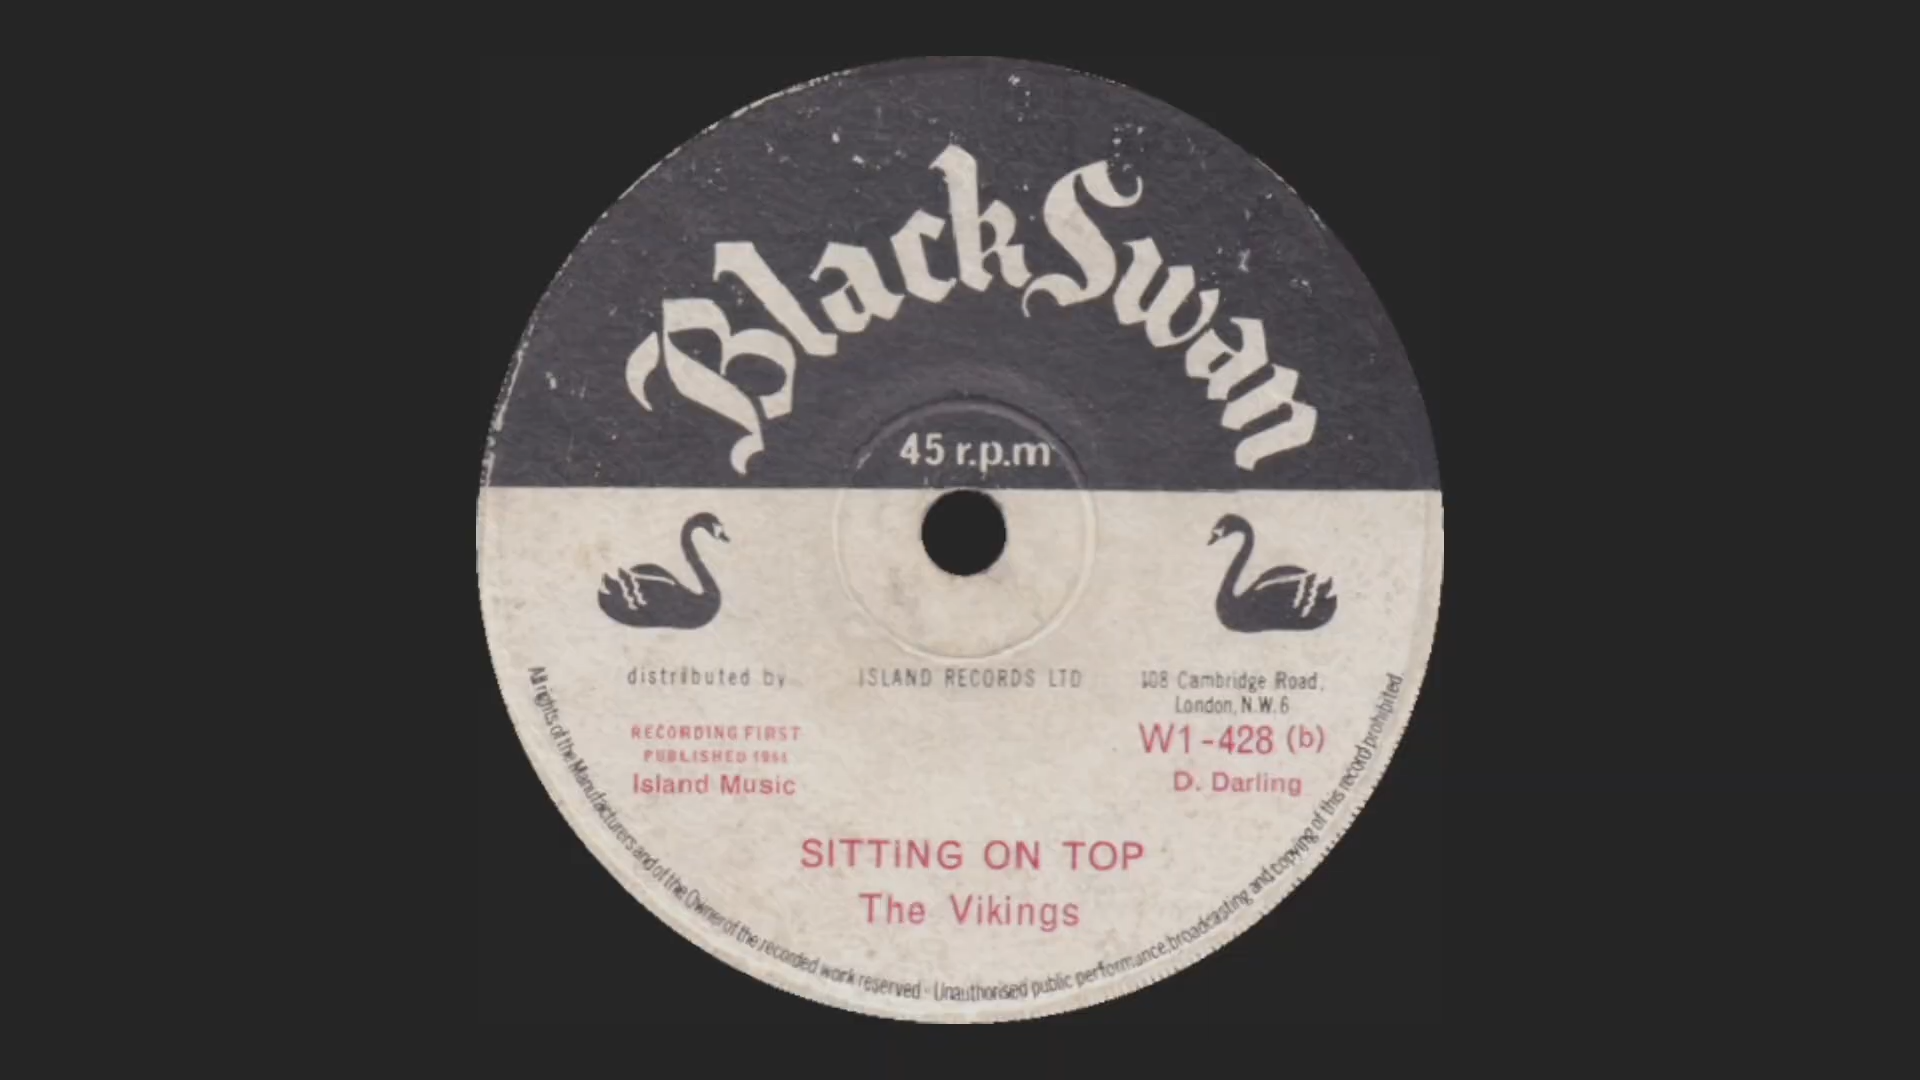 Black Swan
45 r.p.m
distributed by ISLAND RECORDS LTD 108 Cambridge Road,
London, N.W.6
RECORDING FIRST
PUBLISHED
Island Music
W1-428 (b)
D. Darling
SITTING ON TOP
The Vikings
All rights of the Manufacturers and of the Owner of the recorded work reserved - Unauthorised public performance, broadcasting and copying of this record prohibited